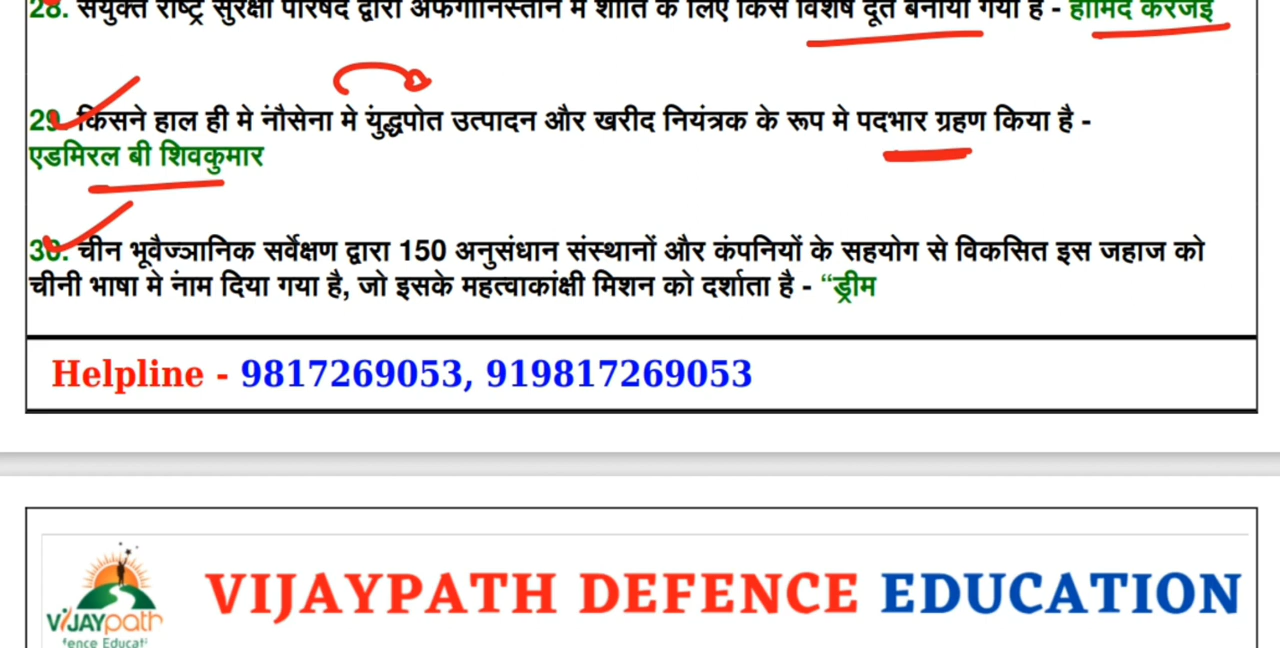 28. संयुक्त राष्ट्र सुरक्षा परिषद द्वारा अफगानिस्तान मे शांति के लिए किसे विशेष दूत बनाया गया है - हामिद करजई
29. किसने हाल ही मे नौसेना मे युद्धपोत उत्पादन और खरीद नियंत्रक के रूप मे पदभार ग्रहण किया है -
एडमिरल बी शिवकुमार
30. चीन भूवैज्ञानिक सर्वेक्षण द्वारा 150 अनुसंधान संस्थानों और कंपनियों के सहयोग से विकसित इस जहाज को
चीनी भाषा मे नाम दिया गया है, जो इसके महत्वाकांक्षी मिशन को दर्शाता है - “ड्रीम
Helpline - 9817269053, 919817269053
VIJAYPATH DEFENCE EDUCATION
ViJAYpath
fence Educati